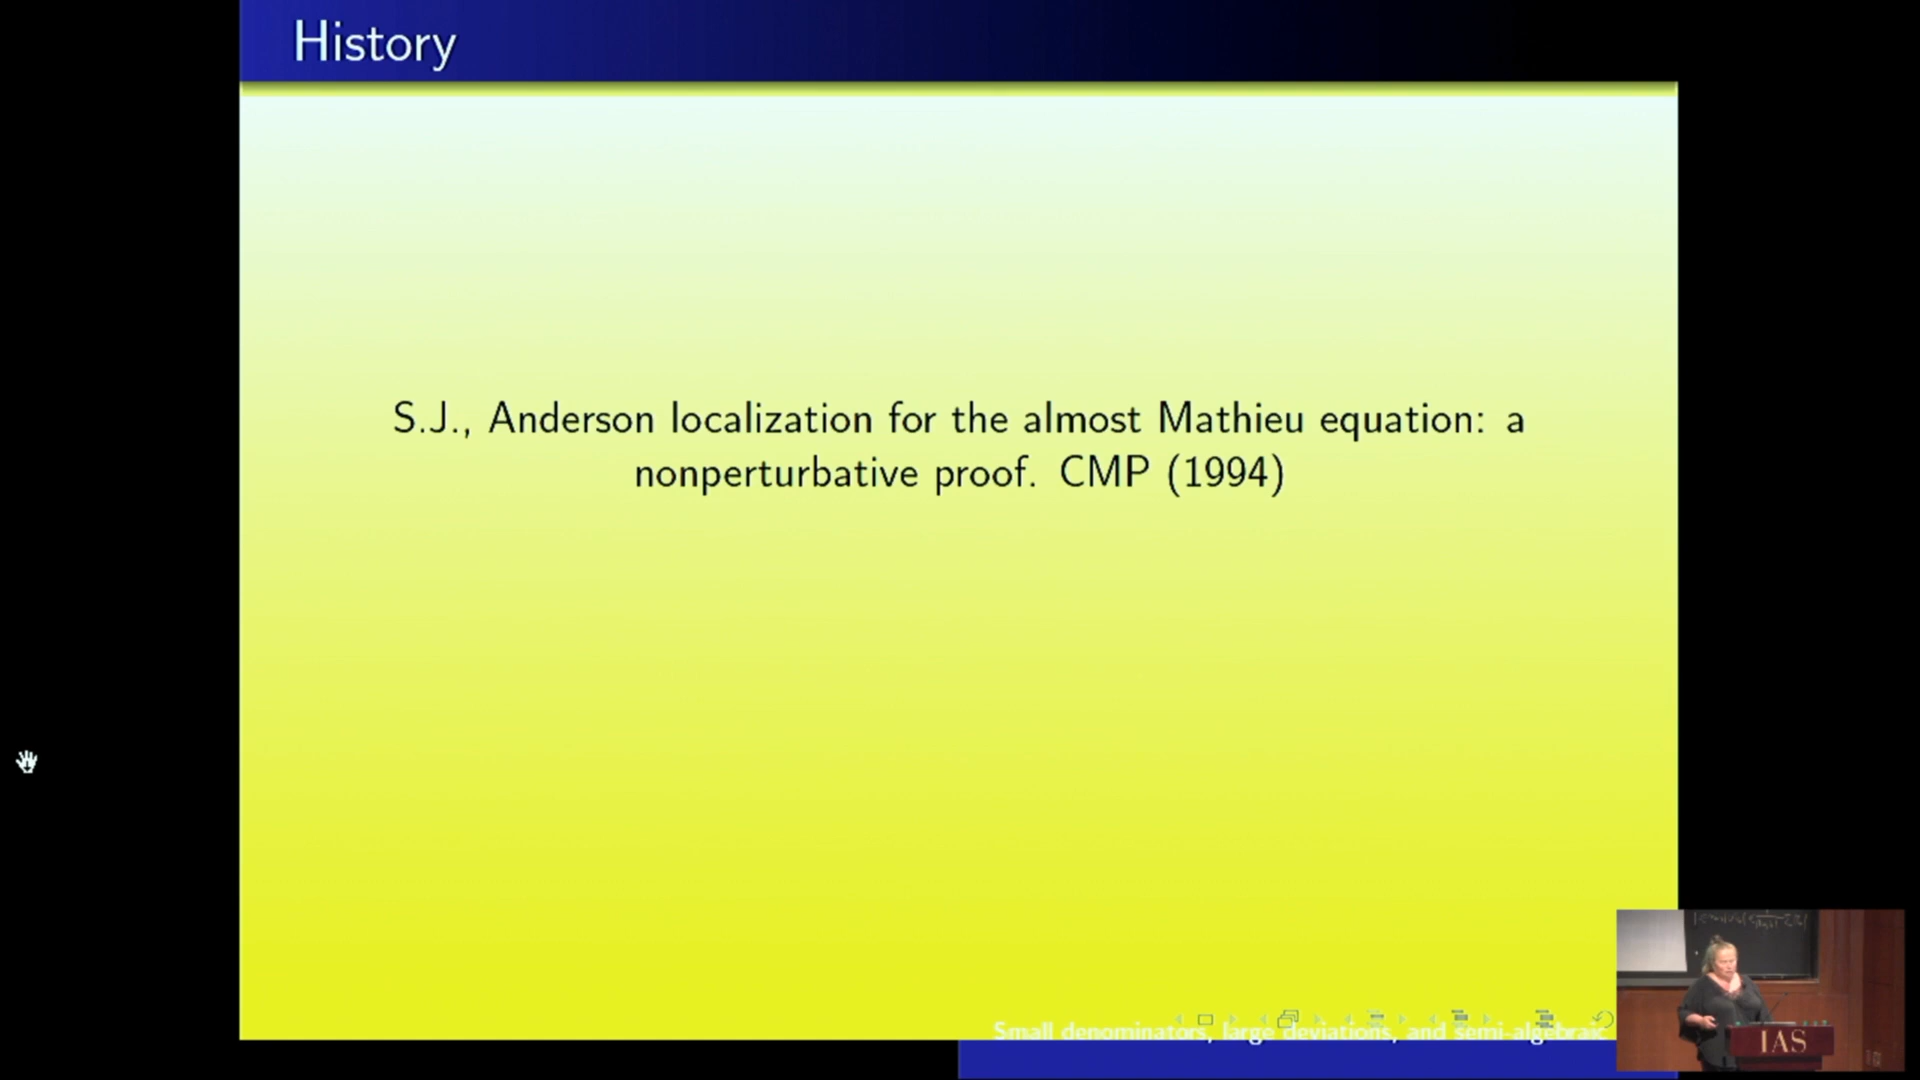 History
S.J., Anderson localization for the almost Mathieu equation: a
nonperturbative proof. CMP (1994)
Small denominators, large deviations, and semi-algebraic
IAS